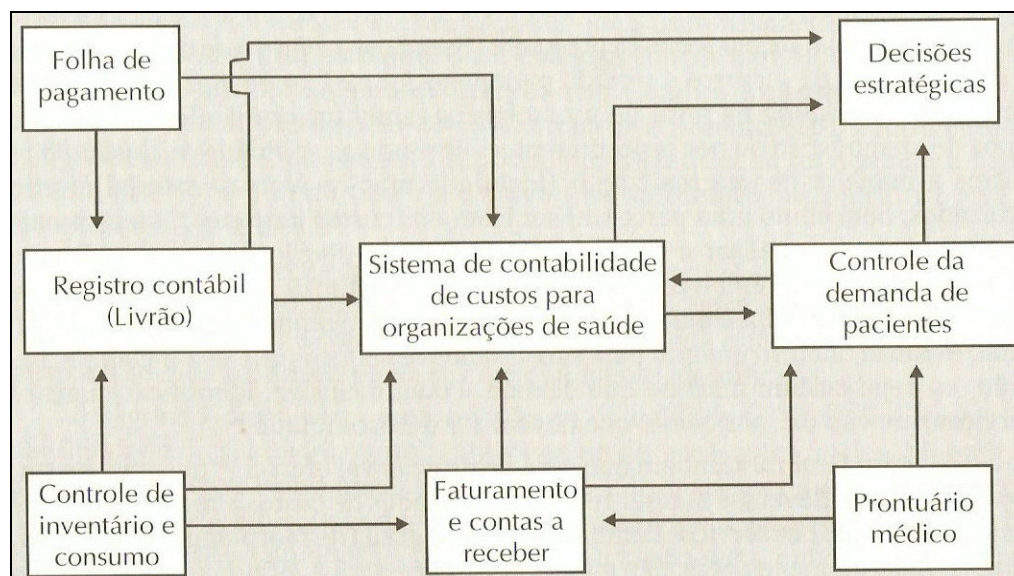 Folha de
pagamento
Decisões
estratégicas
Registro contábil
(Livrão)
Sistema de contabilidade
de custos para
organizações de saúde
Controle da
demanda de
pacientes
Controle de
inventário e
consumo
Faturamento
e contas a
receber
Prontuário
médico